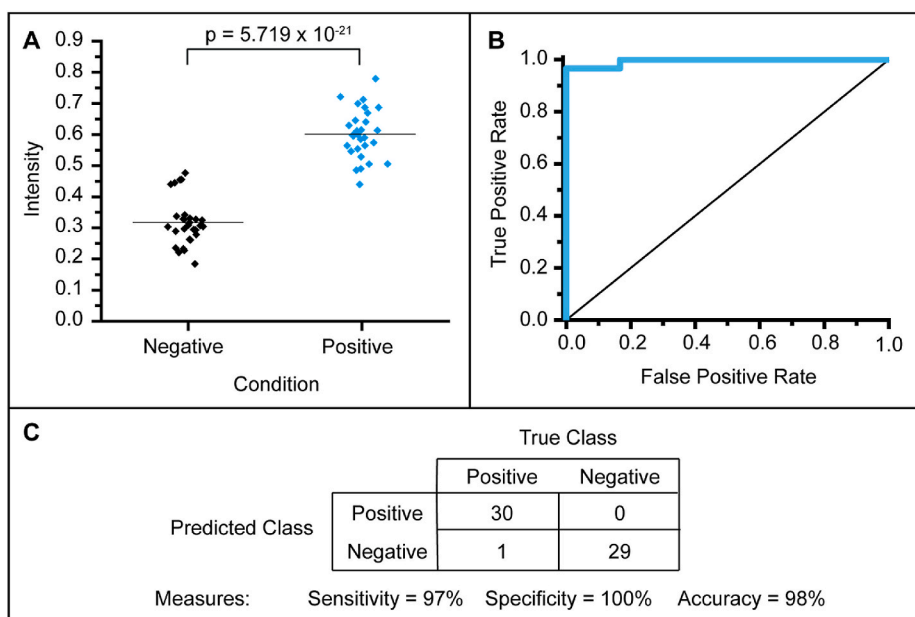 A
p = 5.719 x 10-21
0.9
0.8
0.7
0.6
0.5
0.4
0.3
0.2
0.1
0.0
Intensity
Negative Positive
Condition
B
1.0
0.8
0.6
0.4
0.2
0.0
True Positive Rate
0.0 0.2 0.4 0.6 0.8 1.0
False Positive Rate
C
True Class
Positive Negative
Predicted Class
Positive 30 0
Negative 1 29
Measures: Sensitivity = 97% Specificity = 100% Accuracy = 98%